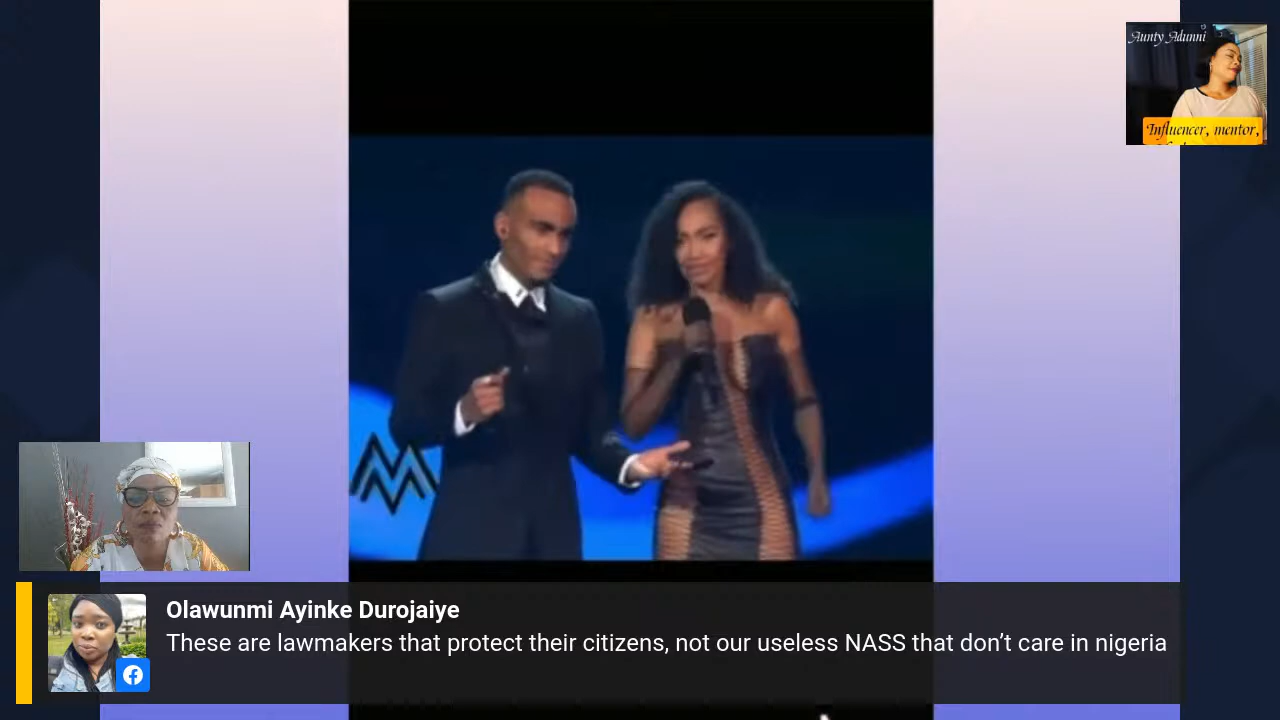 Aunty Adunni
Influencer, mentor,
M
Olawunmi Ayinke Durojaiye
These are lawmakers that protect their citizens, not our useless NASS that don’t care in nigeria